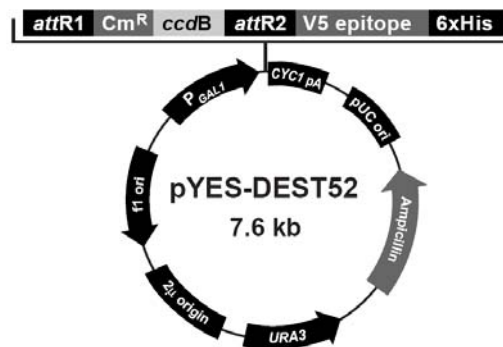 attR1 CmR ccdB attR2 V5 epitope 6xHis
PGAL1
CYC1 pA
pUC ori
Ampicillin
URA3
2µ origin
f1 ori
pYES-DEST52
7.6 kb